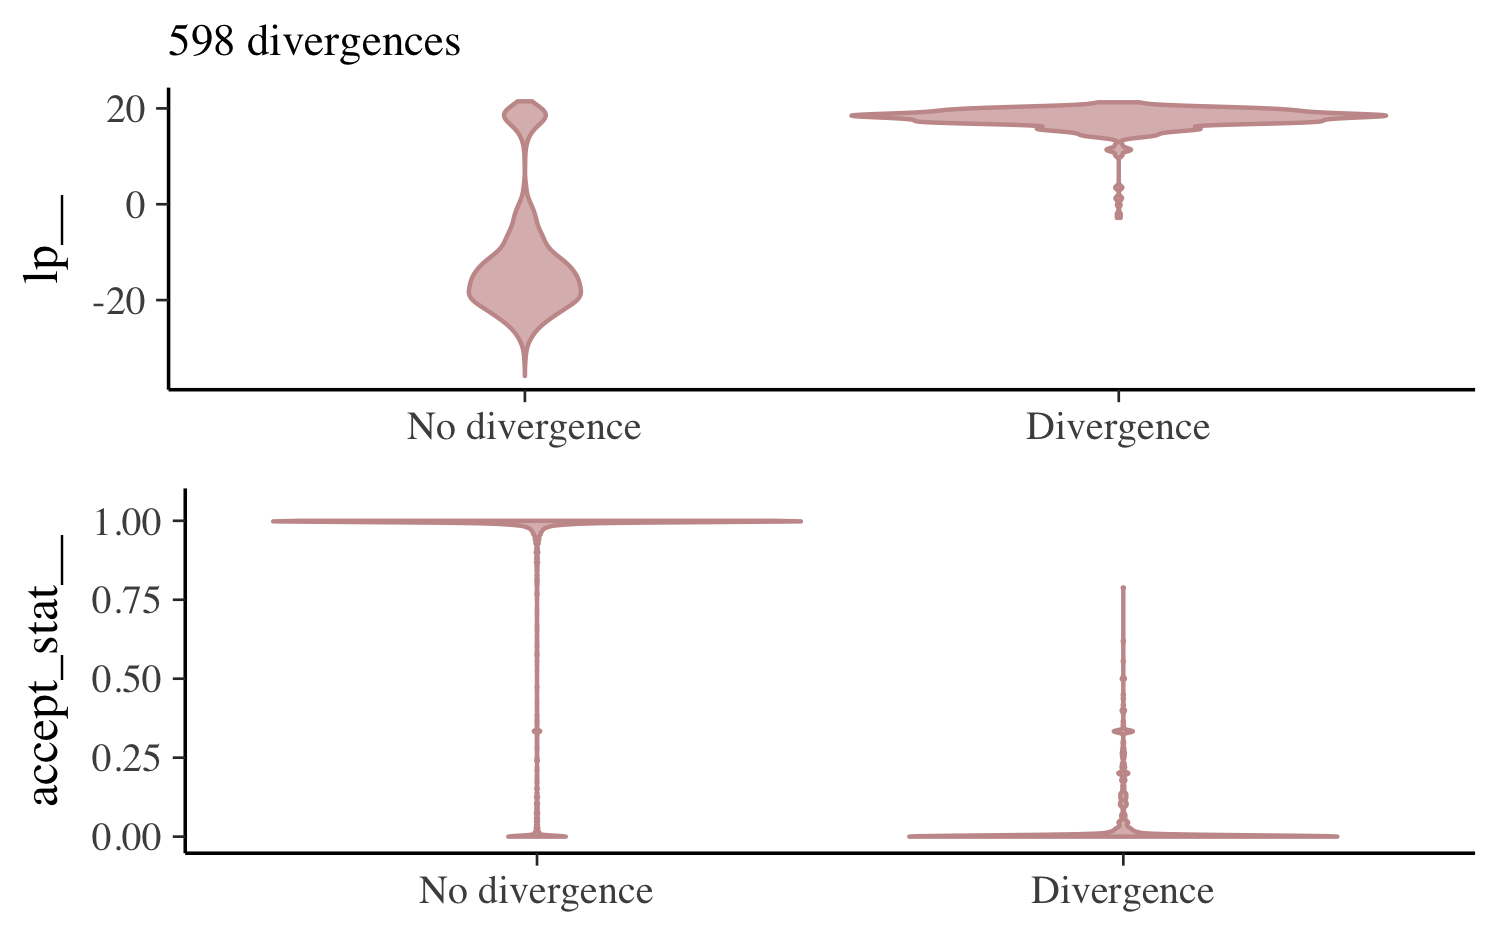 598 divergences
lp__
20
0
-20
No divergence
Divergence
accept_stat__
1.00
0.75
0.50
0.25
0.00
No divergence
Divergence